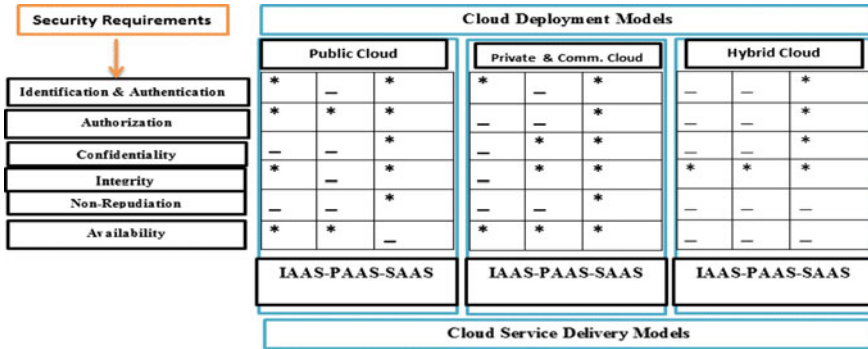 Security Requirements
Cloud Deployment Models
Public Cloud
Private & Comm. Cloud
Hybrid Cloud
Identification & Authentication * _ * * _ * _ _ *
Authorization * * * _ _ * _ _ *
Confidentiality _ _ * _ * * _ _ *
Integrity * _ * _ * * * * *
Non-Repudiation _ _ * _ _ * _ _ _
Availability * * _ * * * _ _ _
IAAS-PAAS-SAAS
IAAS-PAAS-SAAS
IAAS-PAAS-SAAS
Cloud Service Delivery Models